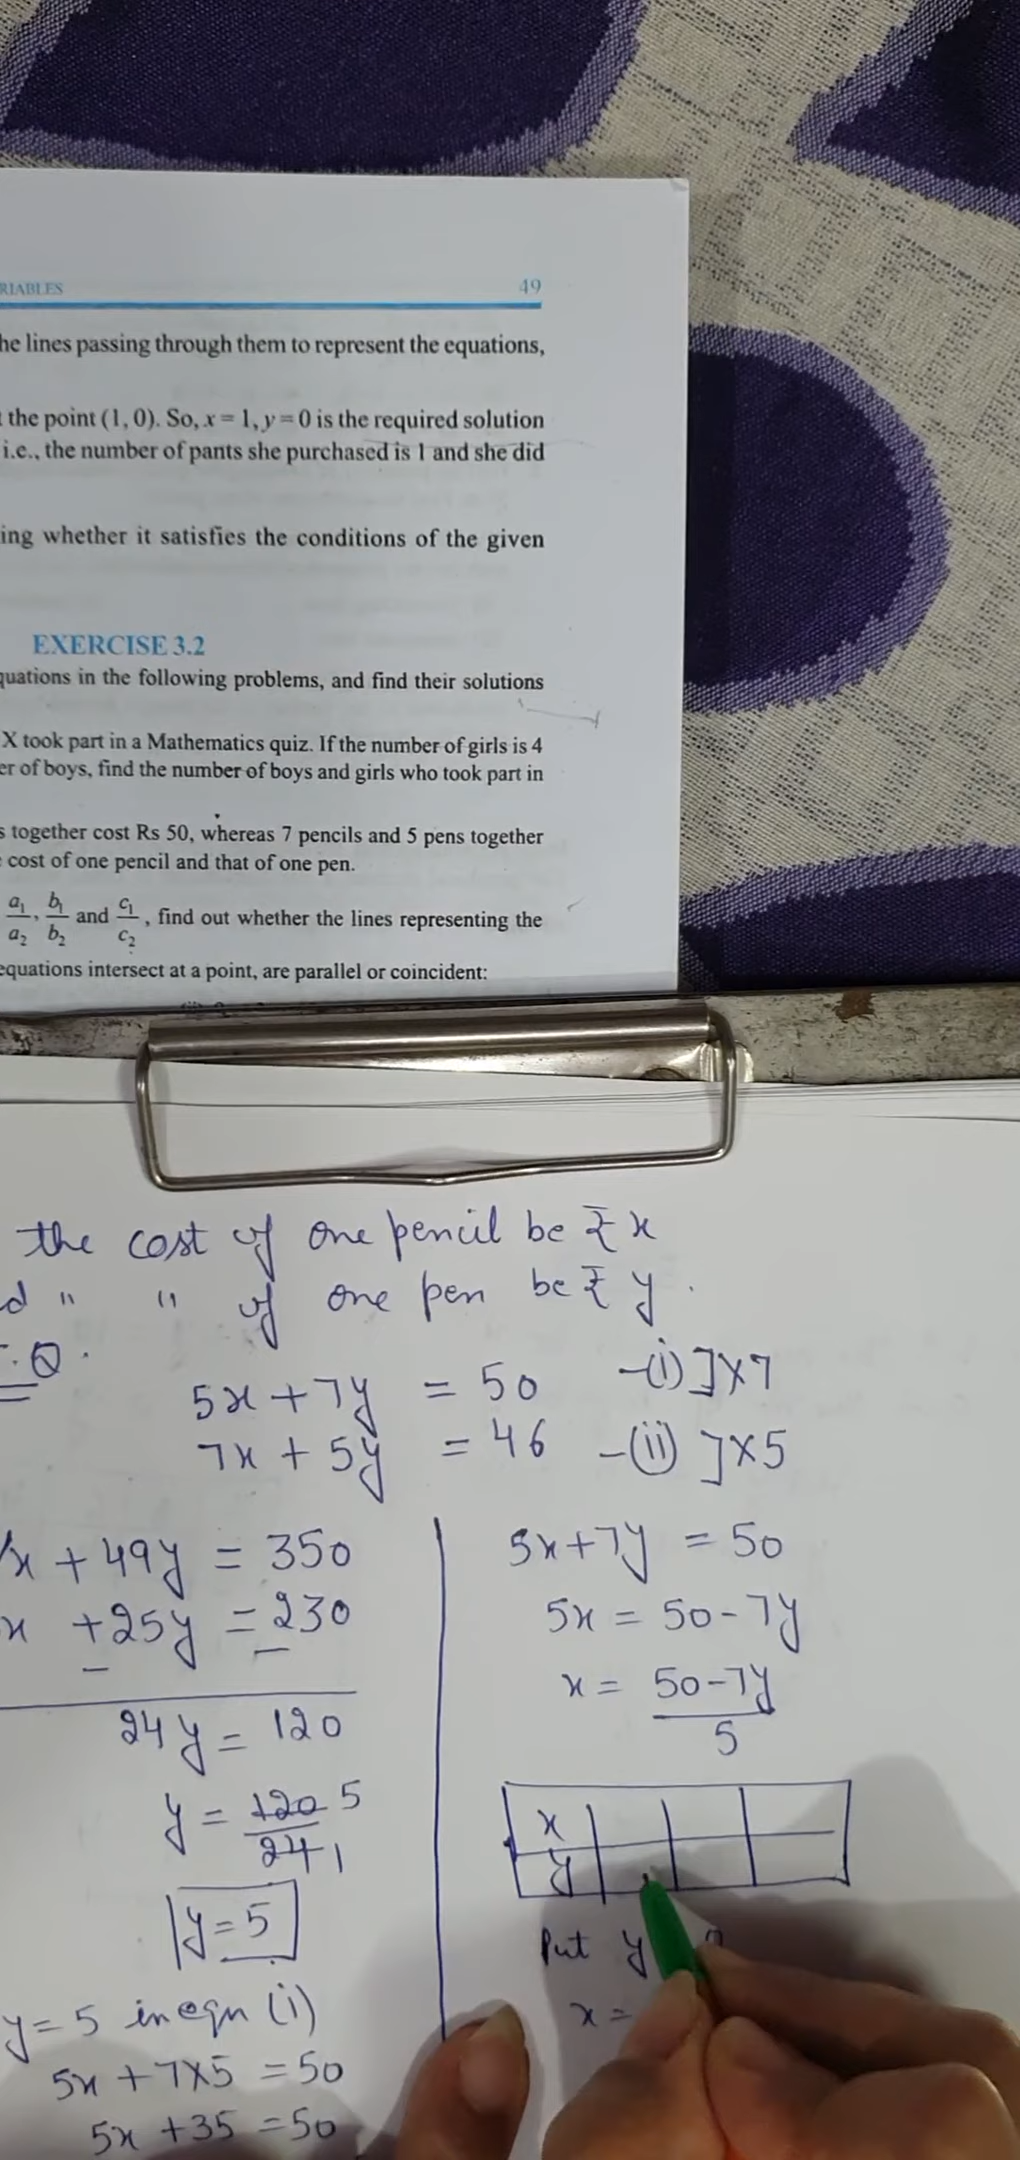 RIABLES 49
he lines passing through them to represent the equations,
the point (1, 0). So, x = 1, y = 0 is the required solution
i.e., the number of pants she purchased is 1 and she did
ing whether it satisfies the conditions of the given
EXERCISE 3.2
quations in the following problems, and find their solutions
X took part in a Mathematics quiz. If the number of girls is 4
er of boys, find the number of boys and girls who took part in
s together cost Rs 50, whereas 7 pencils and 5 pens together
cost of one pencil and that of one pen.
a₁/a₂, b₁/b₂ and c₁/c₂, find out whether the lines representing the
equations intersect at a point, are parallel or coincident:
the cost of one pencil be ₹ x
d " " of one pen be ₹ y.
.Q.
5x + 7y = 50 -(i) ]×7
7x + 5y = 46 -(ii) ]×5
x + 49y = 350
x +25y = 230
− −
24y = 120
y = 120/24 5/1
y = 5
y = 5 in eqn (i)
5x + 7×5 = 50
5x + 35 = 50
5x+7y = 50
5x = 50 - 7y
x = 50-7y/5
x
y
Put y
x =